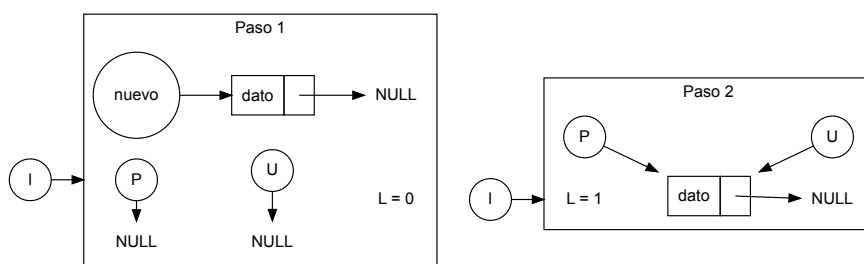 Paso 1
nuevo
dato
NULL
I
P
U
L = 0
NULL
NULL
Paso 2
P
U
I
L = 1
dato
NULL